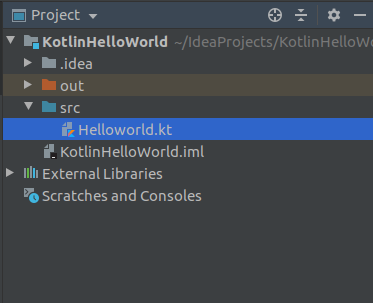 Project
KotlinHelloWorld ~/IdeaProjects/KotlinHelloWo
.idea
out
src
Helloworld.kt
KotlinHelloWorld.iml
External Libraries
Scratches and Consoles